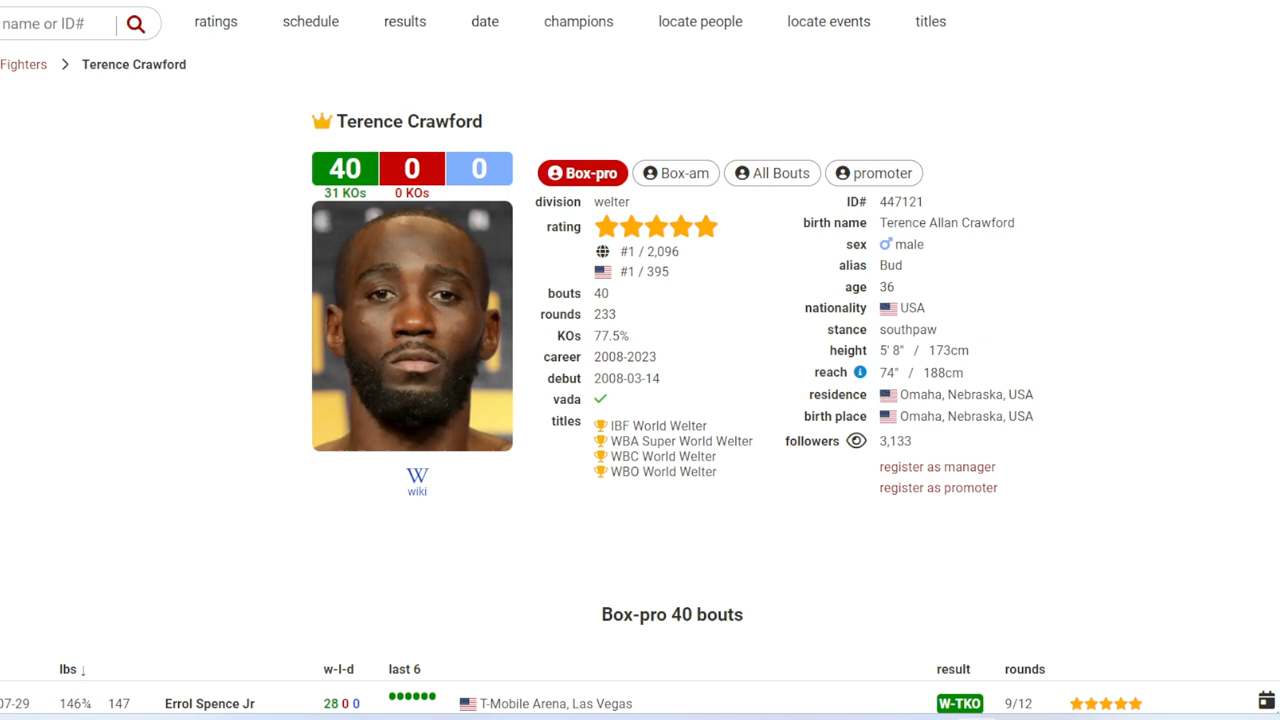 name or ID#
ratings schedule results date champions locate people locate events titles
Fighters > Terence Crawford
Terence Crawford
40 0 0
31 KOs 0 KOs
Box-pro Box-am All Bouts promoter
division welter
rating
#1 / 2,096
#1 / 395
bouts 40
rounds 233
KOs 77.5%
career 2008-2023
debut 2008-03-14
vada
titles IBF World Welter
WBA Super World Welter
WBC World Welter
WBO World Welter
ID# 447121
birth name Terence Allan Crawford
sex male
alias Bud
age 36
nationality USA
stance southpaw
height 5' 8" / 173cm
reach 74" / 188cm
residence Omaha, Nebraska, USA
birth place Omaha, Nebraska, USA
followers 3,133
register as manager
register as promoter
W
wiki
Box-pro 40 bouts
lbs ↓ w-l-d last 6 result rounds
07-29 146¾ 147 Errol Spence Jr 28 0 0 T-Mobile Arena, Las Vegas W-TKO 9/12